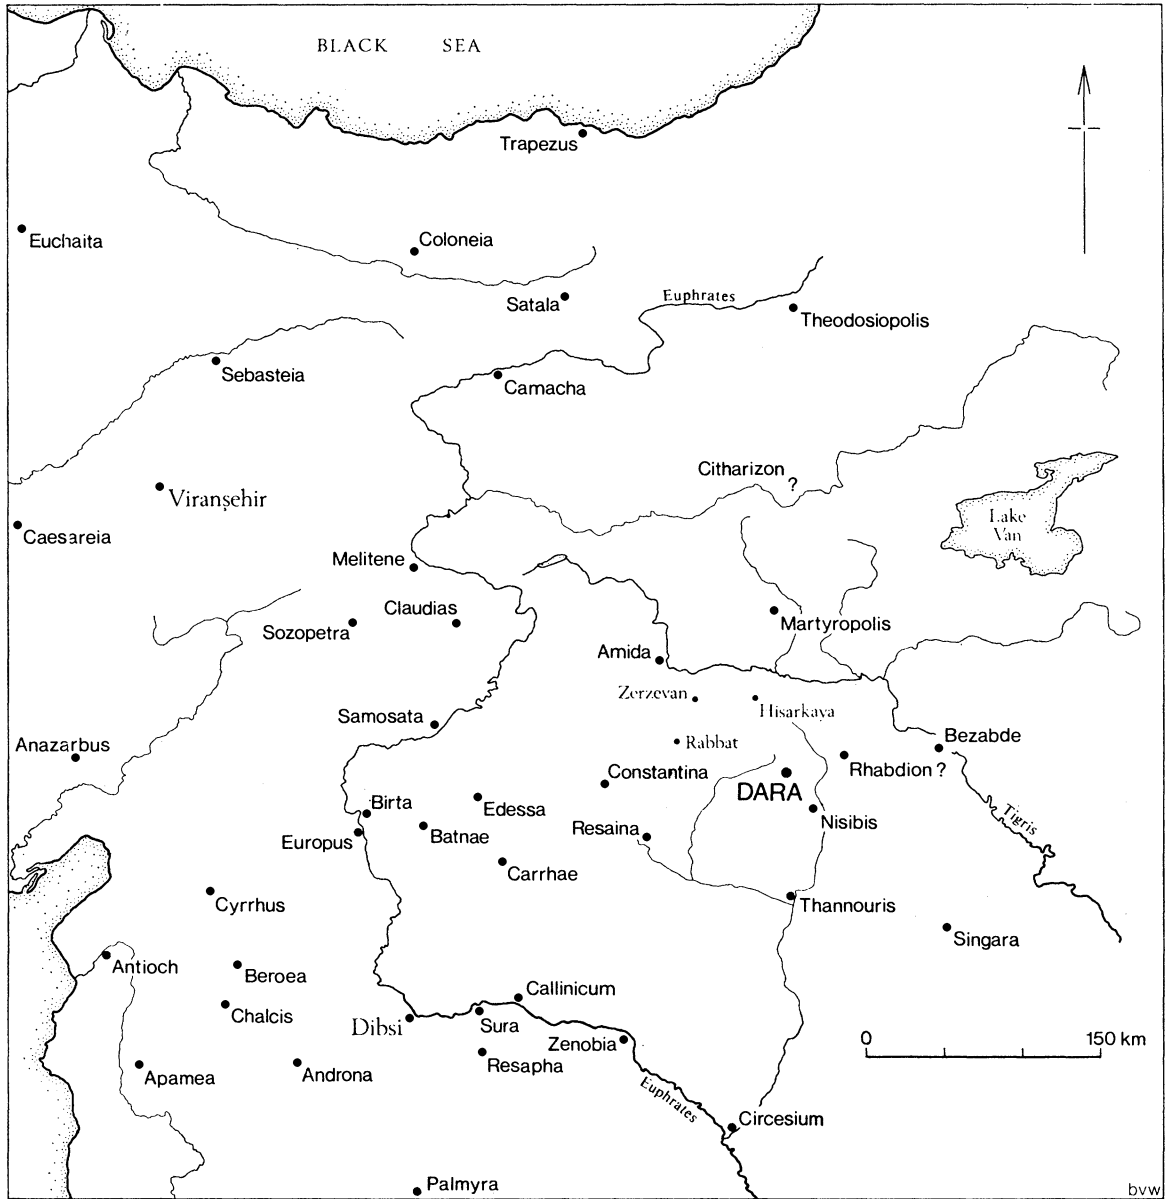 BLACK SEA
Trapezus
Euchaita
Coloneia
Euphrates
Satala
Theodosiopolis
Sebasteia
Camacha
Citharizon
?
Viranşehir
Lake
Van
Caesareia
Melitene
Claudias
Sozopetra
Martyropolis
Amida
Zerzevan
Hisarkaya
Samosata
Rabbat
Bezabde
Anazarbus
Rhabdion ?
Constantina
DARA
Birta
Edessa
Tigris
Nisibis
Resaina
Batnae
Europus
Carrhae
Cyrrhus
Thannouris
Singara
Antioch
Beroea
Callinicum
Chalcis
Dibsi
Sura
Zenobia
0 150 km
Resapha
Androna
Apamea
Euphrates
Circesium
Palmyra
bvw